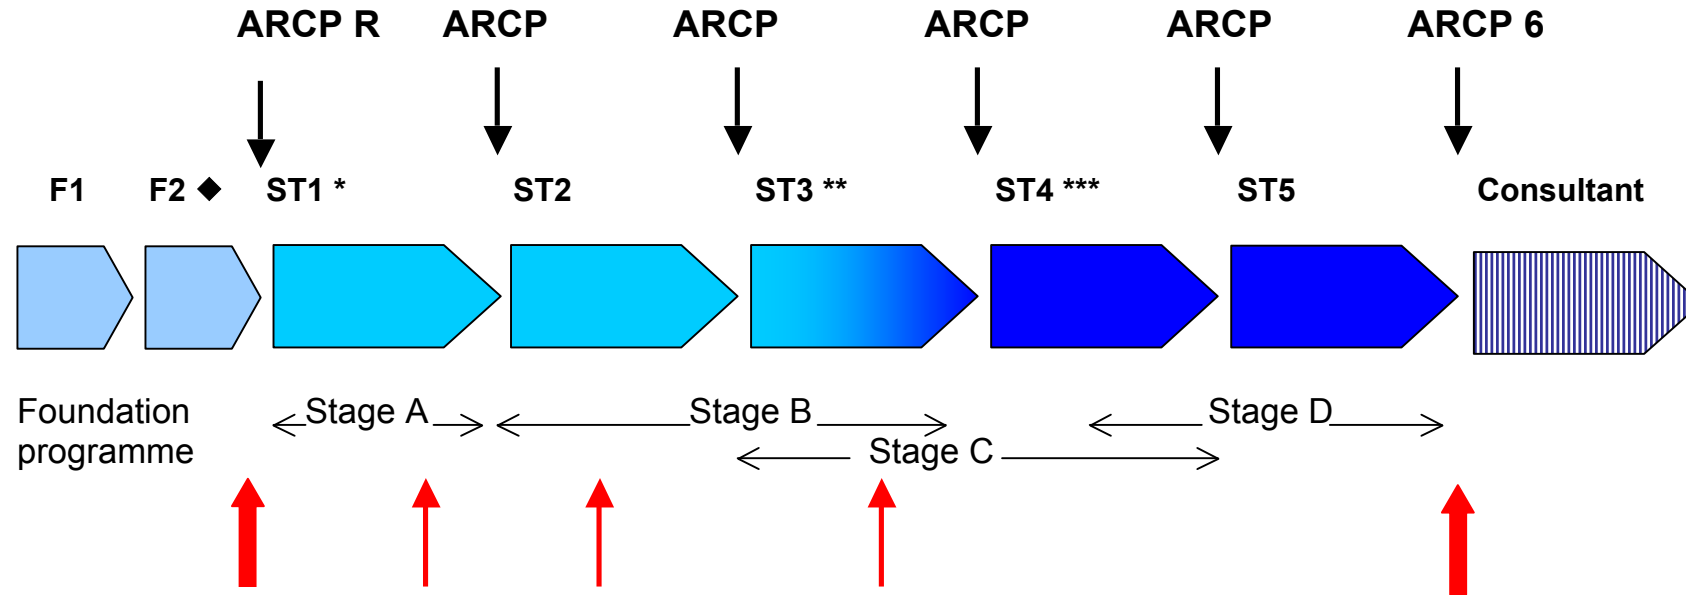 ARCP R ARCP ARCP ARCP ARCP ARCP 6
F1 F2 ◆ ST1 * ST2 ST3 ** ST4 *** ST5 Consultant
Foundation Stage A Stage B Stage D
programme Stage C